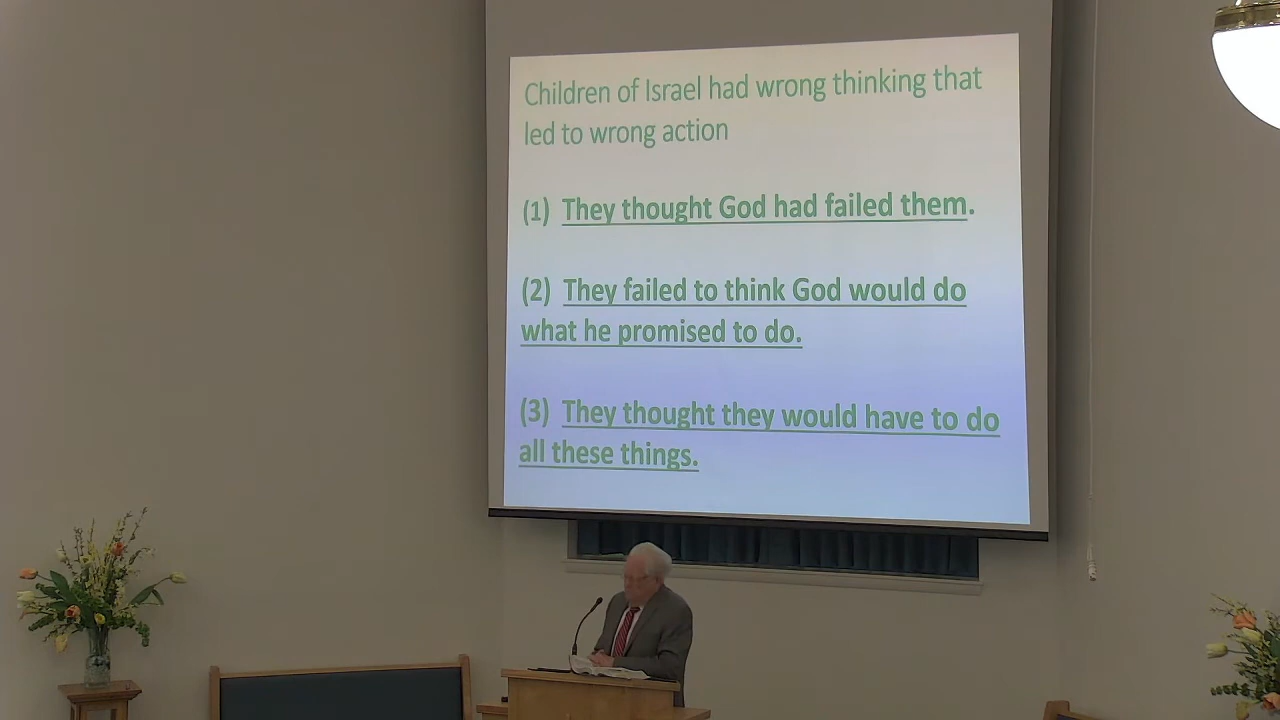 Children of Israel had wrong thinking that
led to wrong action
(1) They thought God had failed them.
(2) They failed to think God would do
what he promised to do.
(3) They thought they would have to do
all these things.